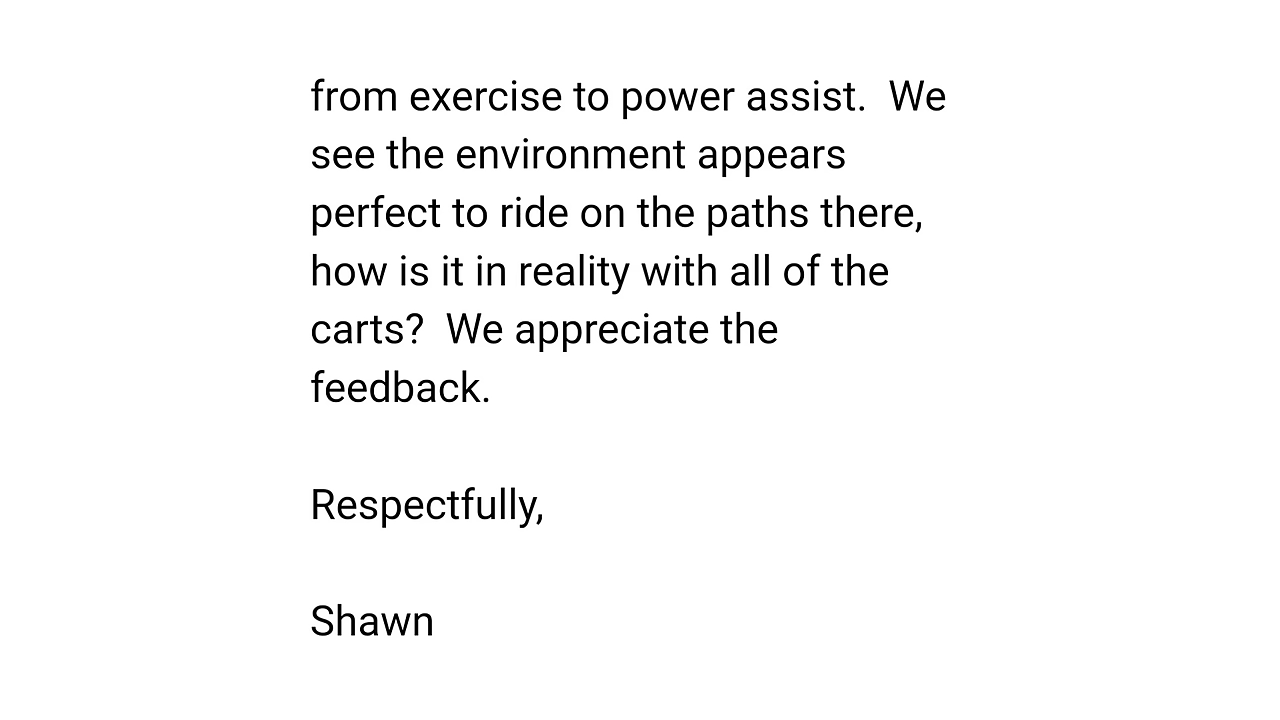 from exercise to power assist.  We
see the environment appears
perfect to ride on the paths there,
how is it in reality with all of the
carts?  We appreciate the
feedback.
Respectfully,
Shawn